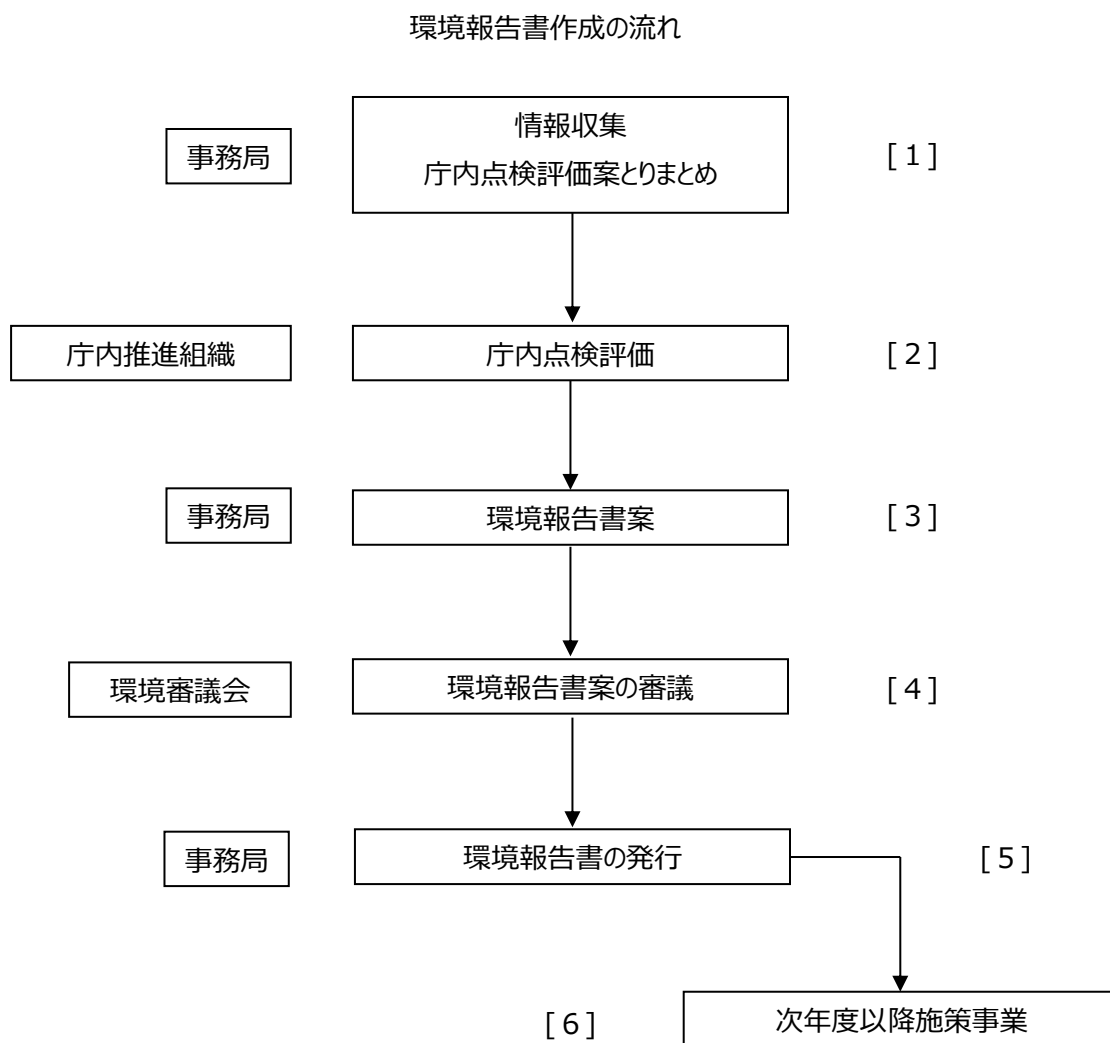 環境報告書作成の流れ
事務局
情報収集
庁内点検評価案とりまとめ
[１]
庁内推進組織
庁内点検評価
[２]
事務局
環境報告書案
[３]
環境審議会
環境報告書案の審議
[４]
事務局
環境報告書の発行
[５]
[６]
次年度以降施策事業